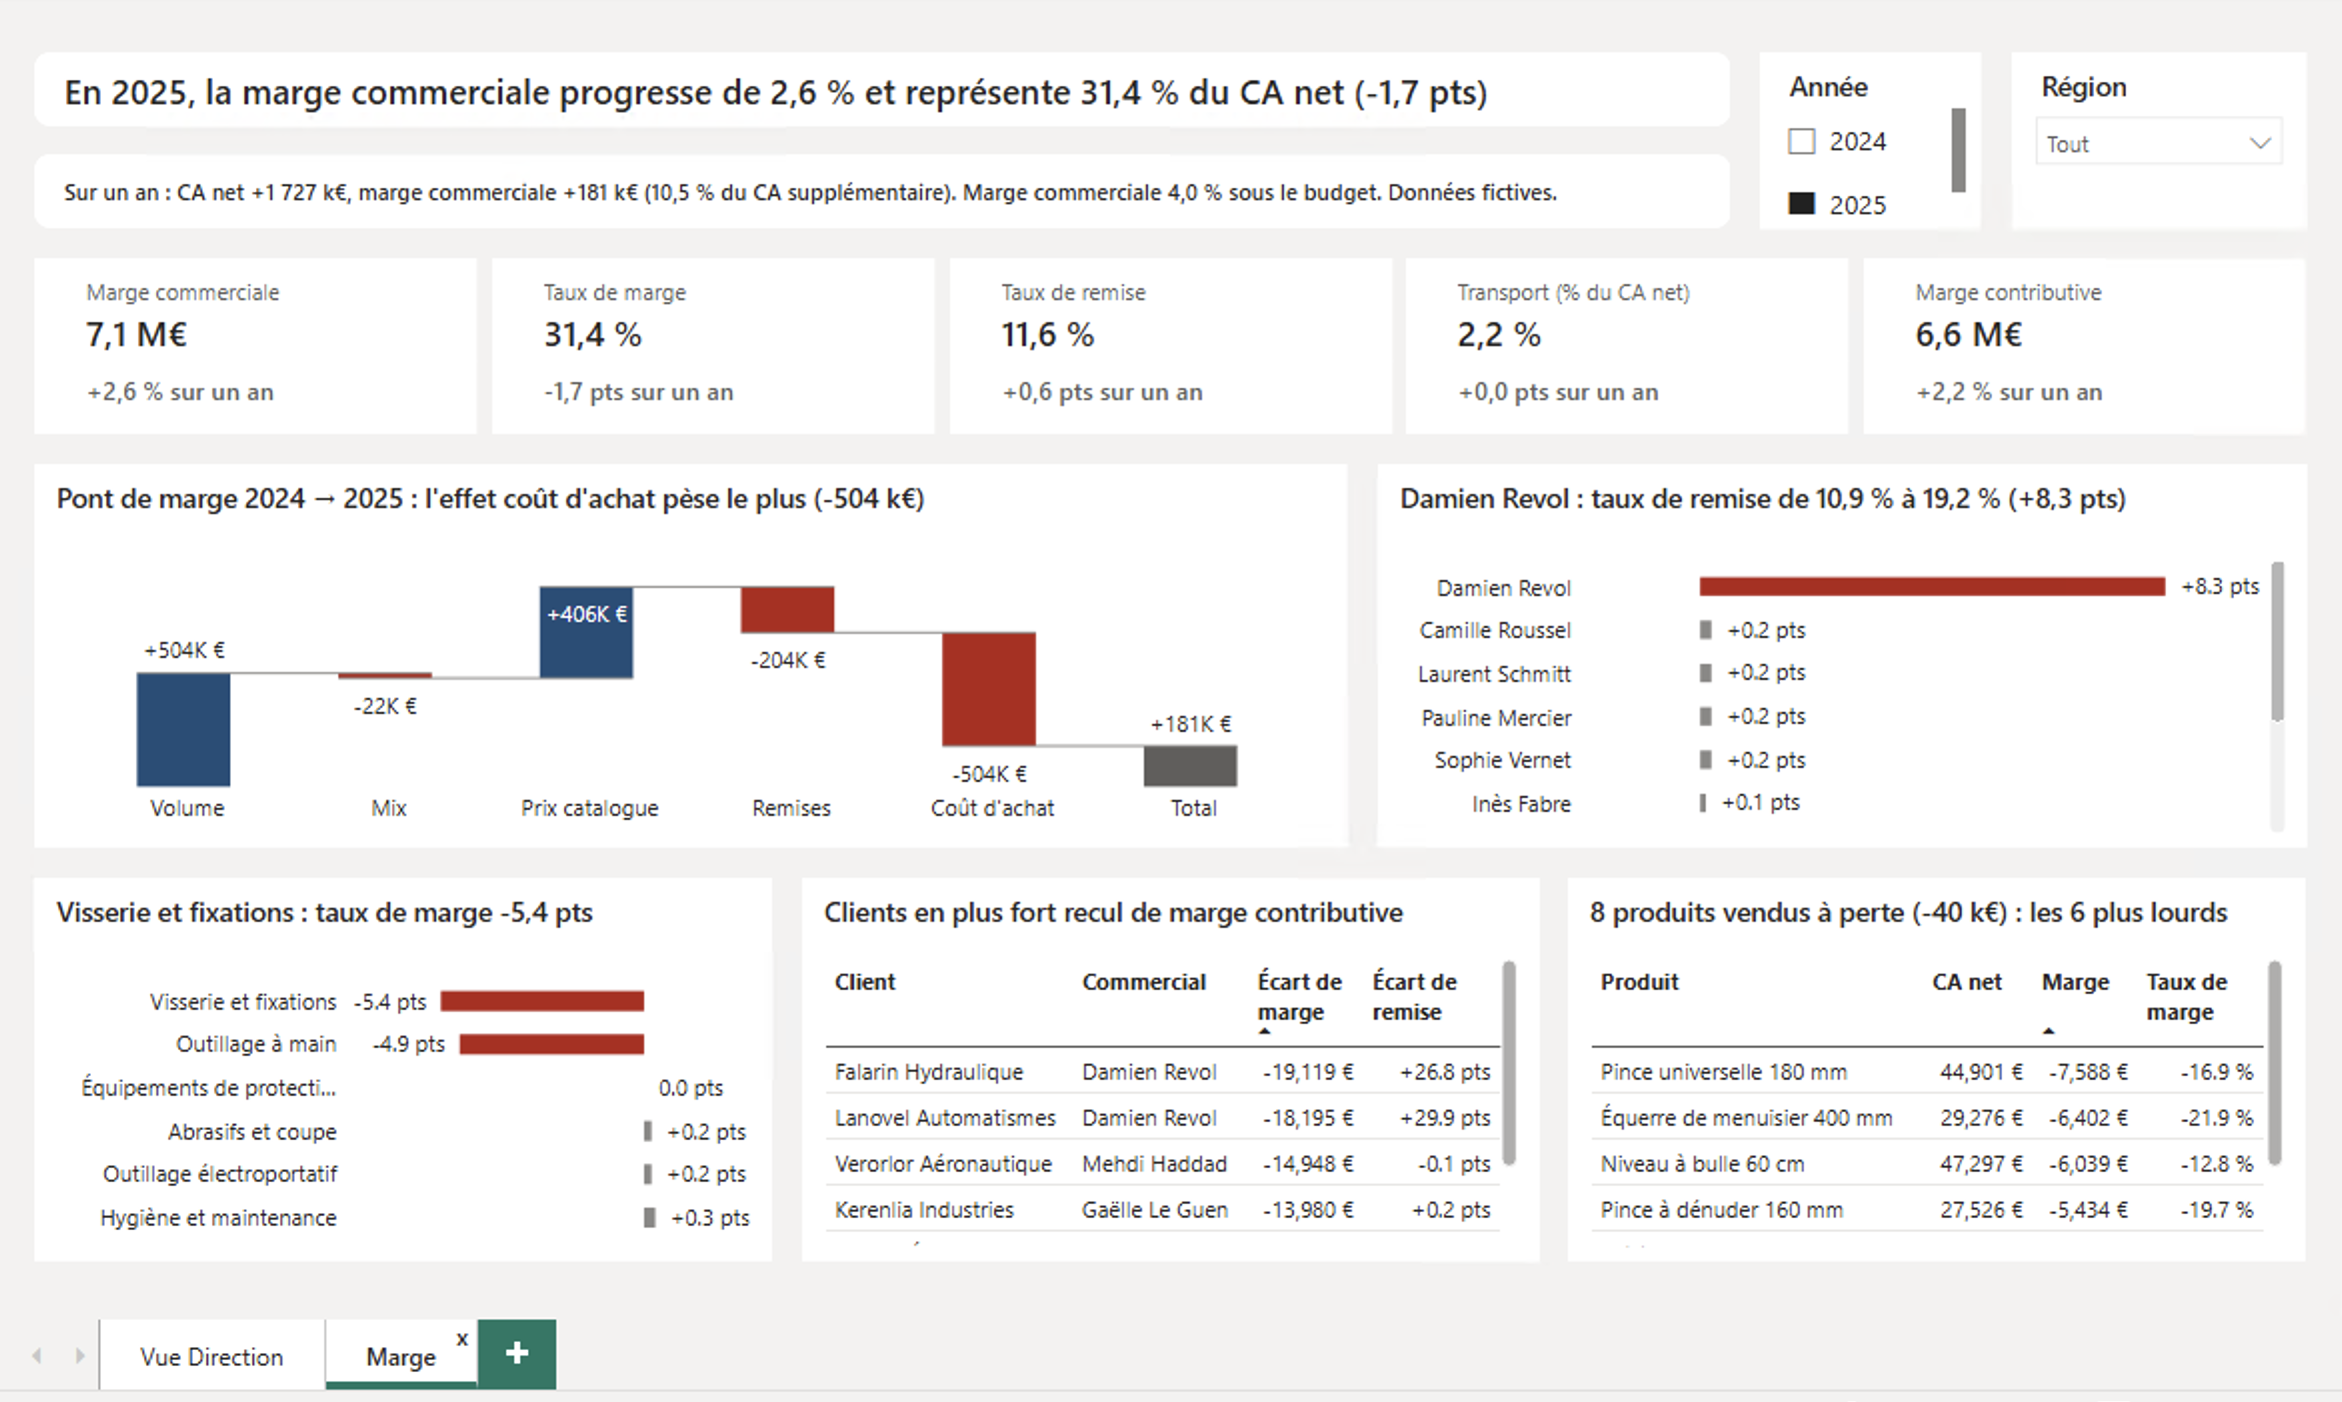 En 2025, la marge commerciale progresse de 2,6 % et représente 31,4 % du CA net (-1,7 pts)
Sur un an : CA net +1 727 k€, marge commerciale +181 k€ (10,5 % du CA supplémentaire). Marge commerciale 4,0 % sous le budget. Données fictives.
Année
2024
2025
Région
Tout
Marge commerciale
7,1 M€
+2,6 % sur un an
Taux de marge
31,4 %
-1,7 pts sur un an
Taux de remise
11,6 %
+0,6 pts sur un an
Transport (% du CA net)
2,2 %
+0,0 pts sur un an
Marge contributive
6,6 M€
+2,2 % sur un an
Pont de marge 2024 → 2025 : l'effet coût d'achat pèse le plus (-504 k€)
+504K €
-22K €
+406K €
-204K €
-504K €
+181K €
Volume
Mix
Prix catalogue
Remises
Coût d'achat
Total
Damien Revol : taux de remise de 10,9 % à 19,2 % (+8,3 pts)
Damien Revol +8.3 pts
Camille Roussel +0.2 pts
Laurent Schmitt +0.2 pts
Pauline Mercier +0.2 pts
Sophie Vernet +0.2 pts
Inès Fabre +0.1 pts
Visserie et fixations : taux de marge -5,4 pts
Visserie et fixations -5.4 pts
Outillage à main -4.9 pts
Équipements de protecti... 0.0 pts
Abrasifs et coupe +0.2 pts
Outillage électroportatif +0.2 pts
Hygiène et maintenance +0.3 pts
Clients en plus fort recul de marge contributive
Client Commercial Écart de marge Écart de remise
Falarin Hydraulique Damien Revol -19,119 € +26.8 pts
Lanovel Automatismes Damien Revol -18,195 € +29.9 pts
Verorlor Aéronautique Mehdi Haddad -14,948 € -0.1 pts
Kerenlia Industries Gaëlle Le Guen -13,980 € +0.2 pts
8 produits vendus à perte (-40 k€) : les 6 plus lourds
Produit CA net Marge Taux de marge
Pince universelle 180 mm 44,901 € -7,588 € -16.9 %
Équerre de menuisier 400 mm 29,276 € -6,402 € -21.9 %
Niveau à bulle 60 cm 47,297 € -6,039 € -12.8 %
Pince à dénuder 160 mm 27,526 € -5,434 € -19.7 %
Vue Direction
Marge
x
+